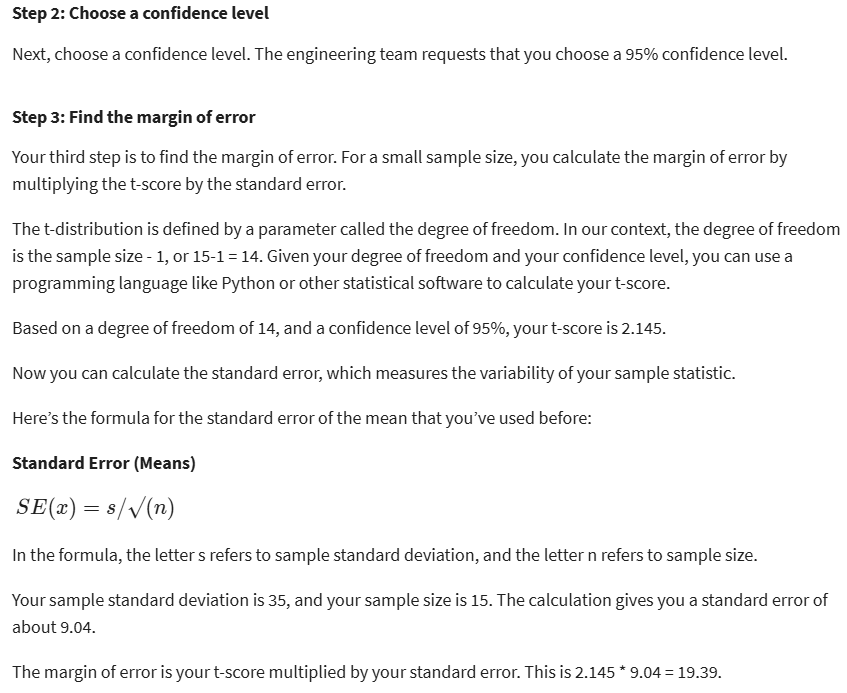 Step 2: Choose a confidence level
Next, choose a confidence level. The engineering team requests that you choose a 95% confidence level.
Step 3: Find the margin of error
Your third step is to find the margin of error. For a small sample size, you calculate the margin of error by
multiplying the t-score by the standard error.
The t-distribution is defined by a parameter called the degree of freedom. In our context, the degree of freedom
is the sample size - 1, or 15-1 = 14. Given your degree of freedom and your confidence level, you can use a
programming language like Python or other statistical software to calculate your t-score.
Based on a degree of freedom of 14, and a confidence level of 95%, your t-score is 2.145.
Now you can calculate the standard error, which measures the variability of your sample statistic.
Here’s the formula for the standard error of the mean that you’ve used before:
Standard Error (Means)
SE(x) = s/√(n)
In the formula, the letter s refers to sample standard deviation, and the letter n refers to sample size.
Your sample standard deviation is 35, and your sample size is 15. The calculation gives you a standard error of
about 9.04.
The margin of error is your t-score multiplied by your standard error. This is 2.145 * 9.04 = 19.39.